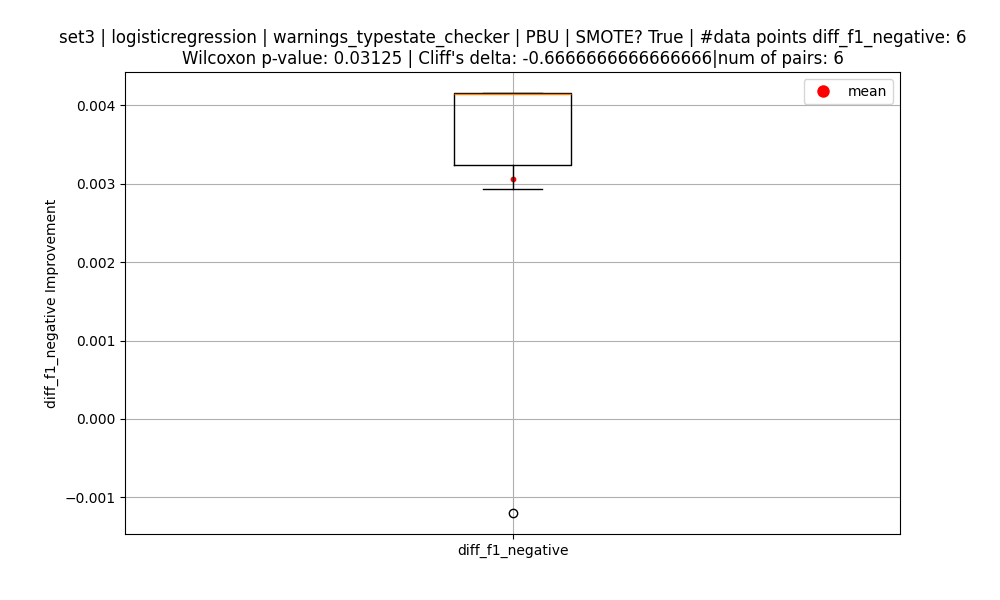 set3 | logisticregression | warnings_typestate_checker | PBU | SMOTE? True | #data points diff_f1_negative: 6
Wilcoxon p-value: 0.03125 | Cliff's delta: -0.6666666666666666|num of pairs: 6
mean
0.004
0.003
0.002
0.001
0.000
−0.001
diff_f1_negative Improvement
diff_f1_negative